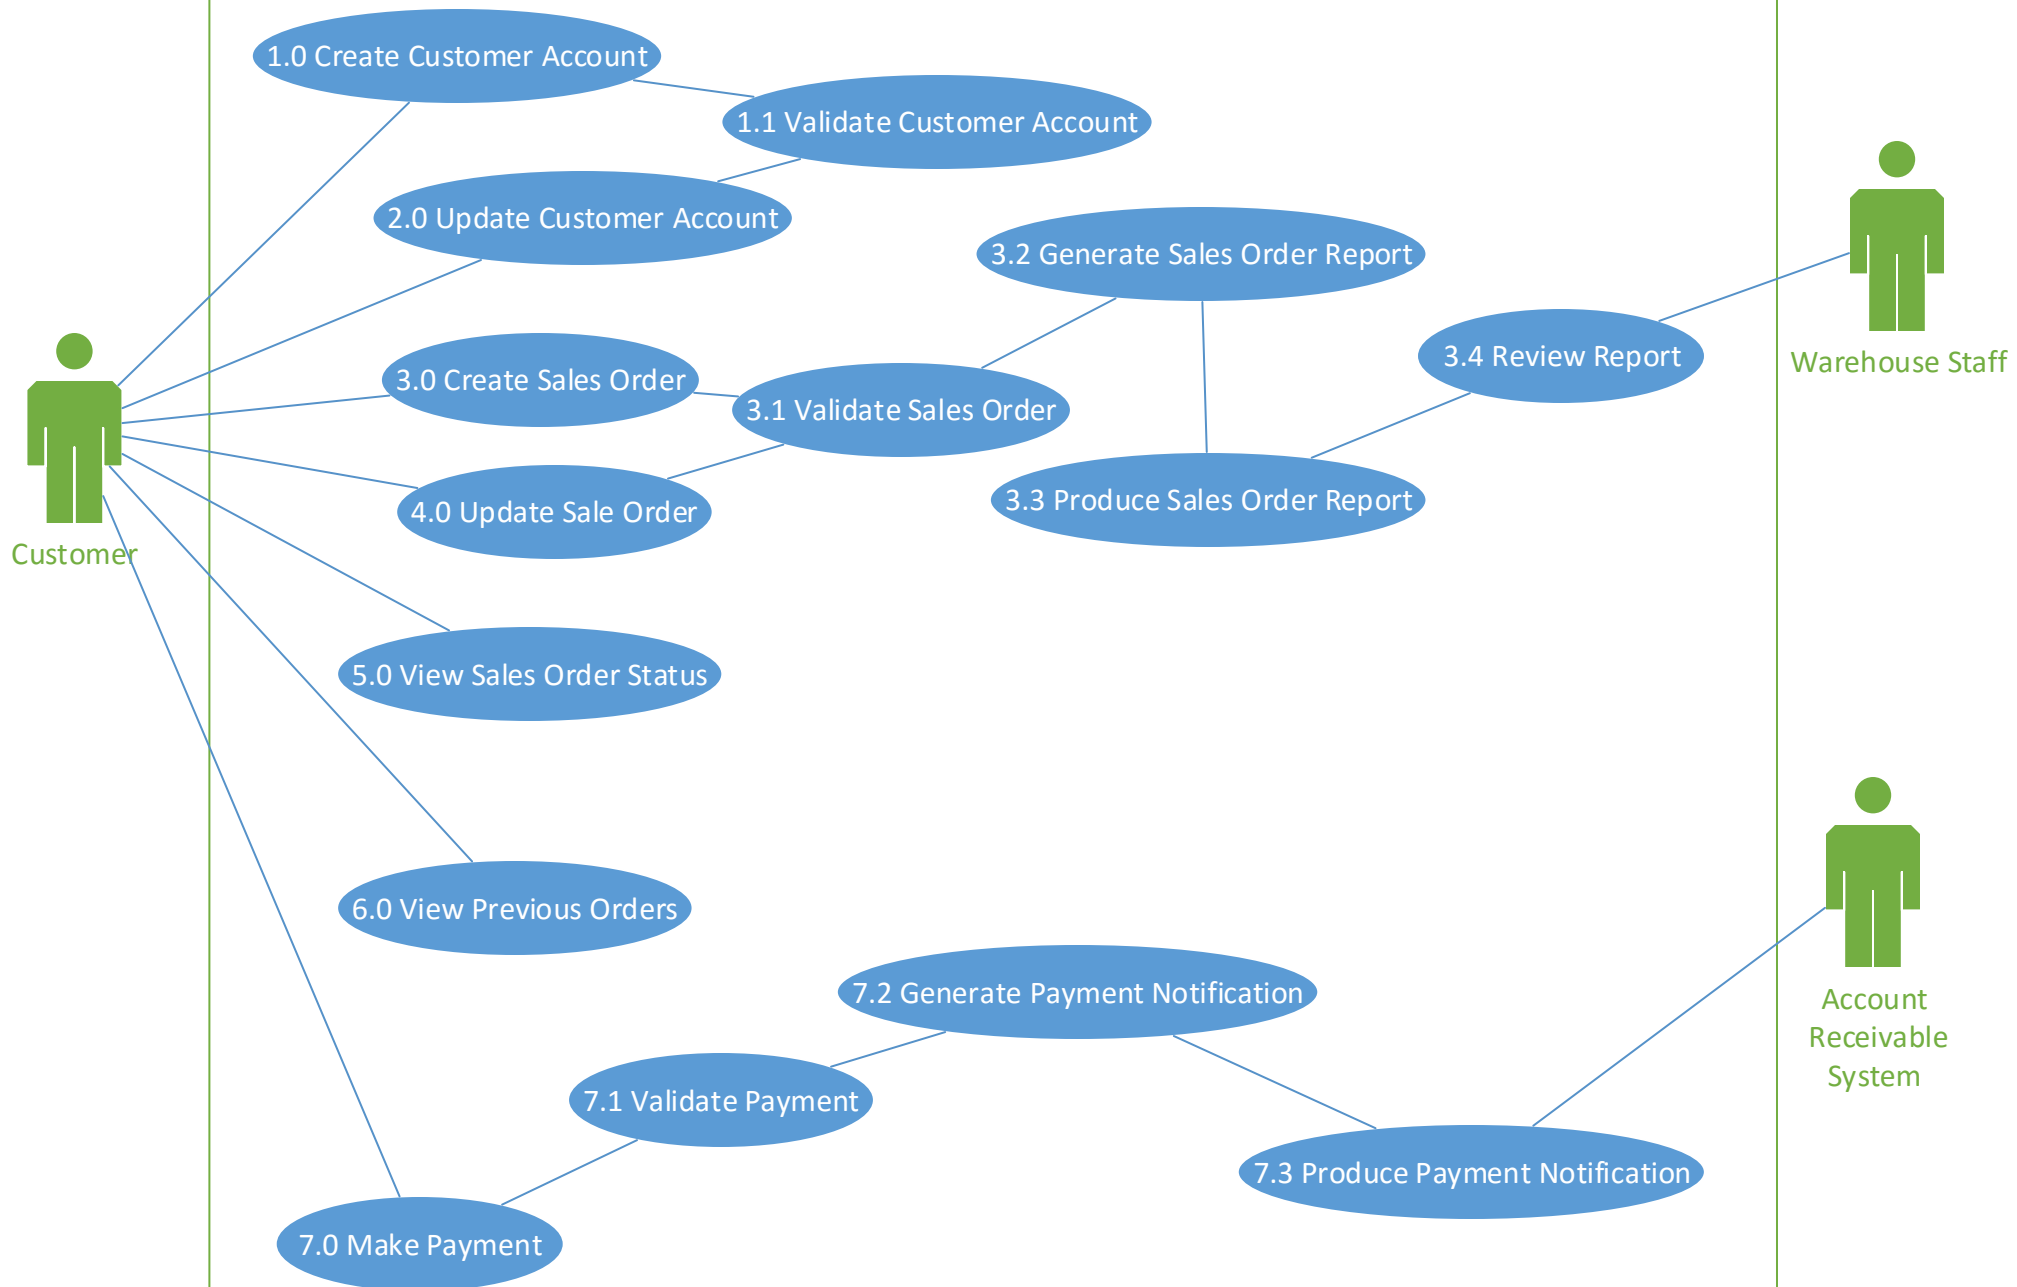 1.0 Create Customer Account
1.1 Validate Customer Account
2.0 Update Customer Account
3.2 Generate Sales Order Report
3.4 Review Report
Warehouse Staff
3.0 Create Sales Order
3.1 Validate Sales Order
3.3 Produce Sales Order Report
4.0 Update Sale Order
Customer
5.0 View Sales Order Status
6.0 View Previous Orders
7.2 Generate Payment Notification
Account
Receivable
System
7.1 Validate Payment
7.3 Produce Payment Notification
7.0 Make Payment